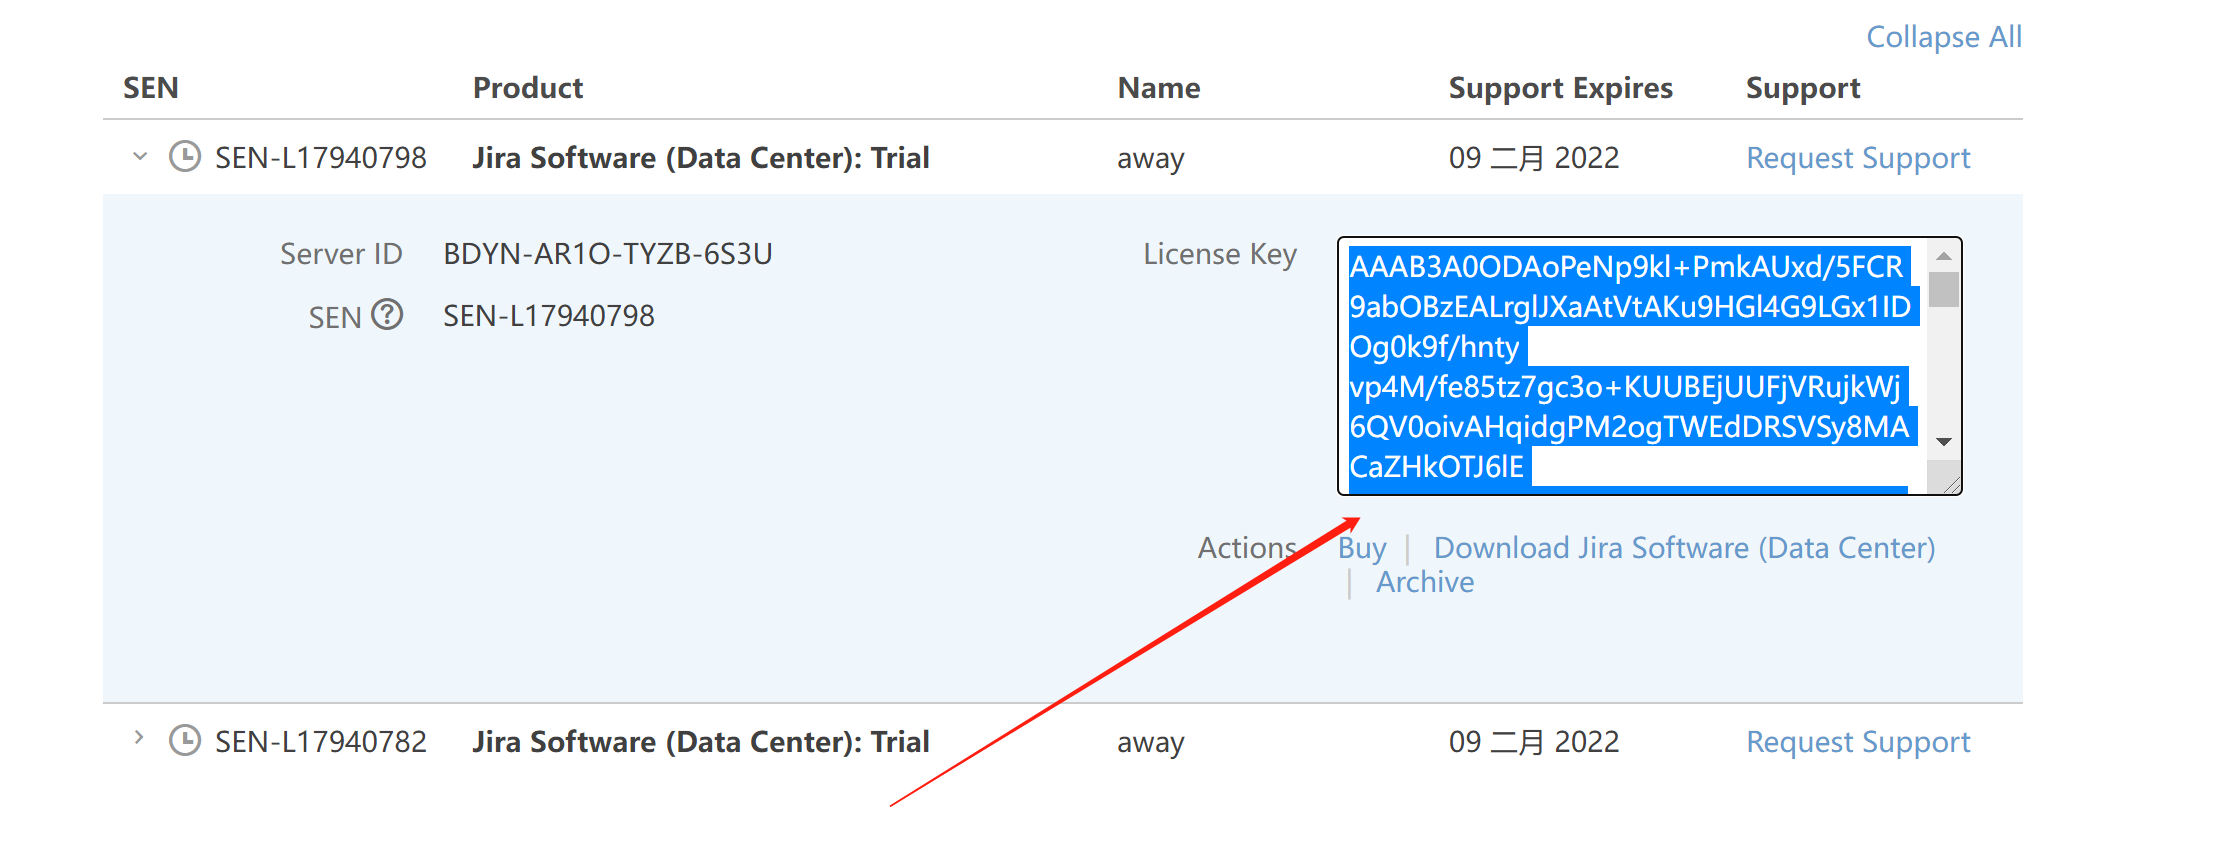 Collapse All
SEN Product Name Support Expires Support
SEN-L17940798 Jira Software (Data Center): Trial away 09 二月 2022 Request Support
Server ID BDYN-AR1O-TYZB-6S3U
SEN ? SEN-L17940798
License Key
AAAB3A0ODAoPeNp9kl+PmkAUxd/5FCR
9abOBzEALrglJXaAtVtAKu9HGl4G9LGx1ID
Og0k9f/hnty
vp4M/fe85tz7gc3o+KUUBEjUUFjVRujkWj
6QV0oivAHqidgPM2ogTWEdDRSVSy8MA
CaZHkOTJ6lE
Actions Buy | Download Jira Software (Data Center)
| Archive
SEN-L17940782 Jira Software (Data Center): Trial away 09 二月 2022 Request Support